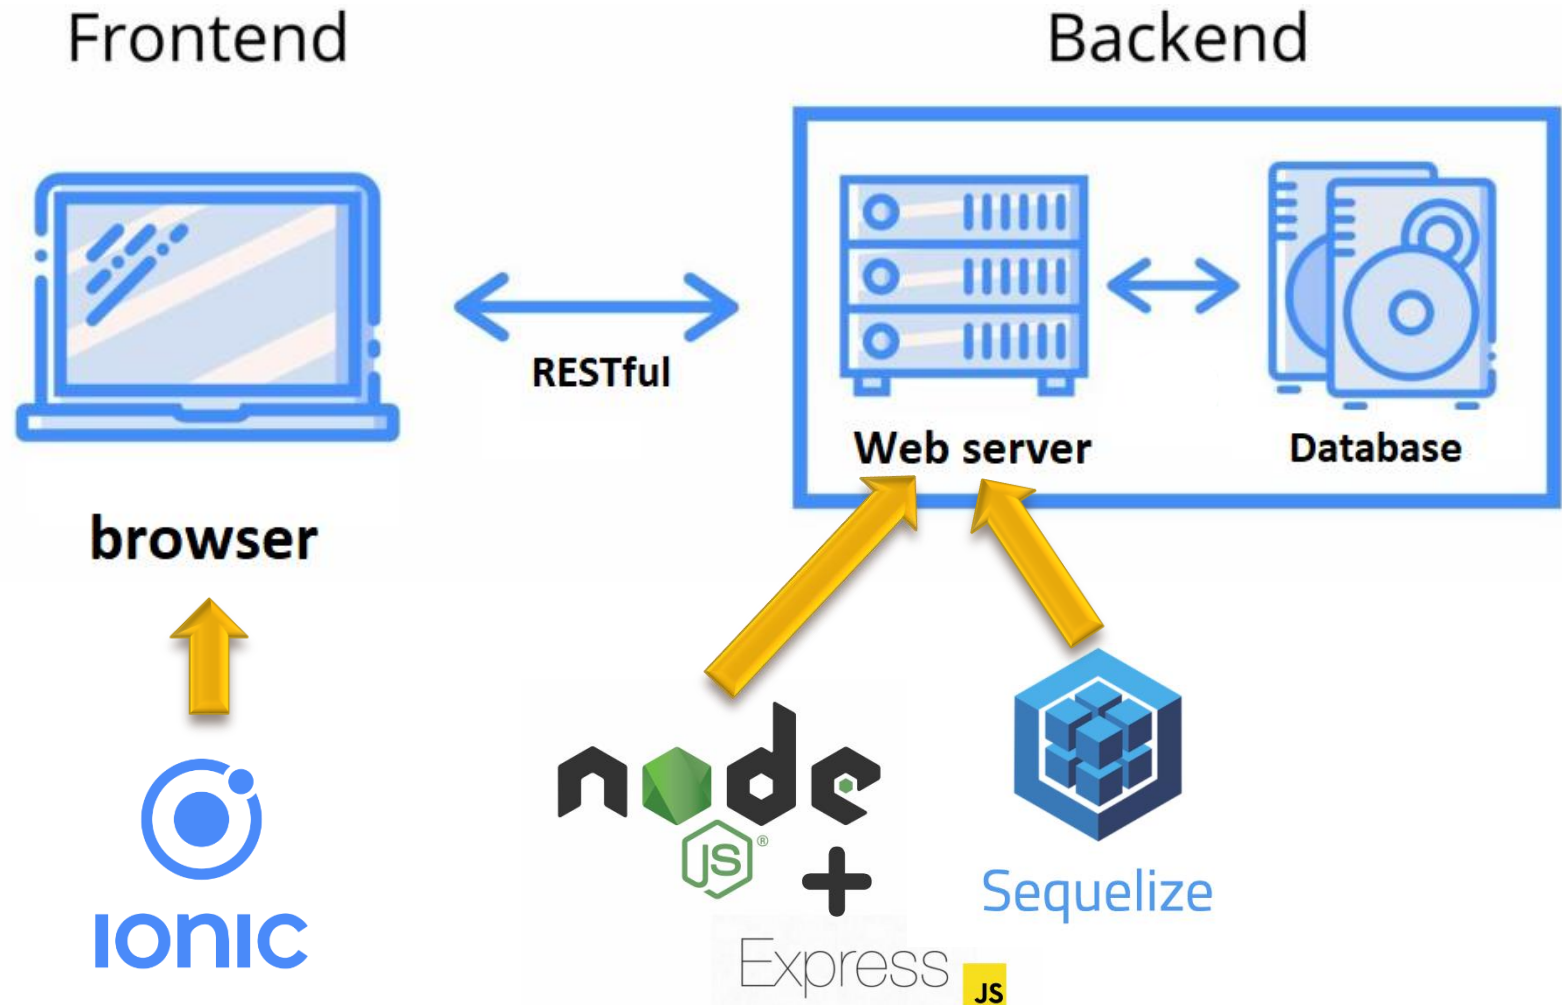 Frontend
Backend
RESTful
Web server
Database
browser
node
JS ®
+
Sequelize
ionic
Express
JS